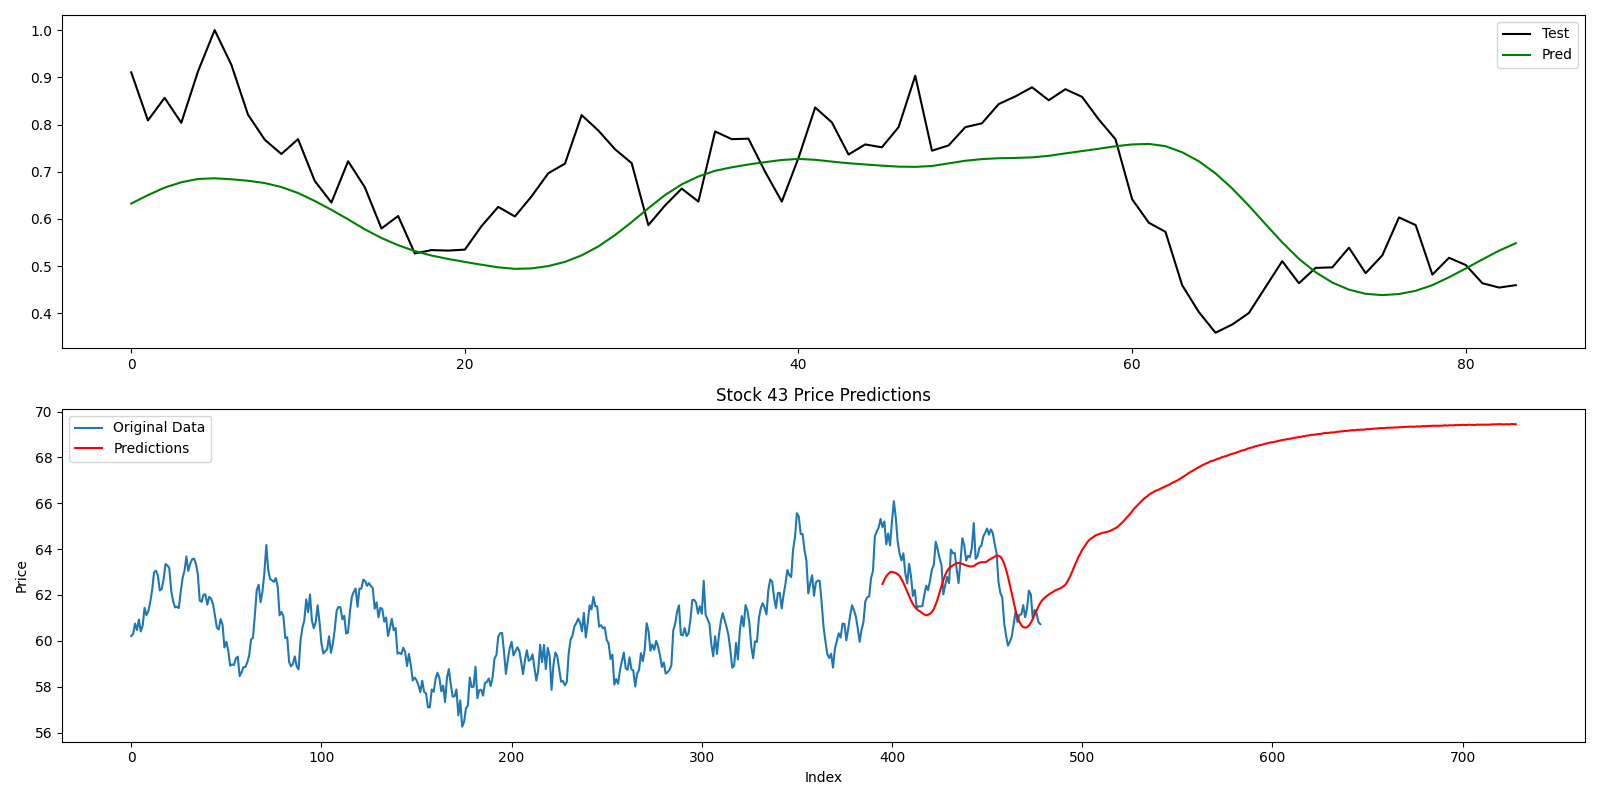 1.0
0.9
0.8
0.7
0.6
0.5
0.4
Test
Pred
0 20 40 60 80
Stock 43 Price Predictions
70
68
66
64
62
60
58
56
Price
Original Data
Predictions
0 100 200 300 400 500 600 700
Index